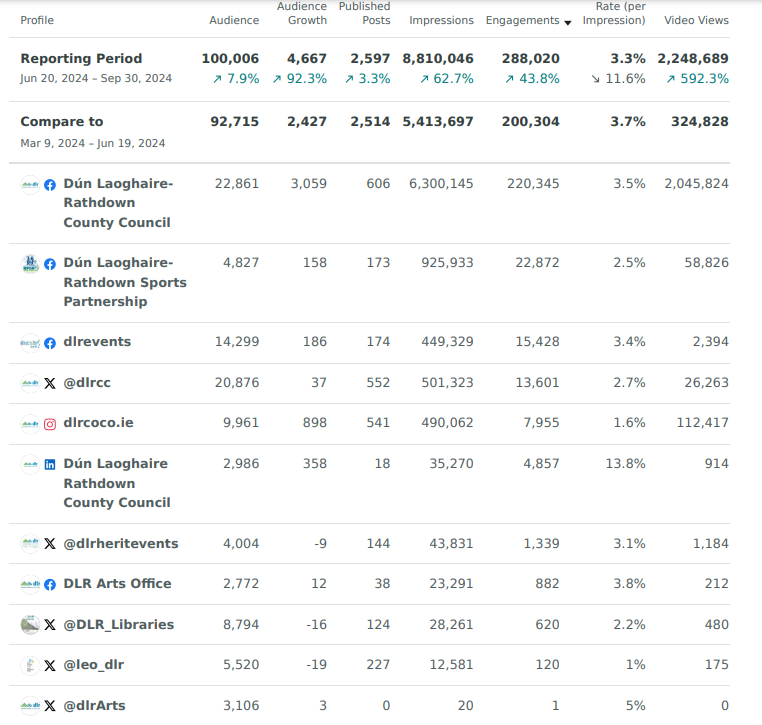 Profile Audience Audience Growth Published Posts Impressions Engagements Rate (per Impression) Video Views
Reporting Period 100,006 4,667 2,597 8,810,046 288,020 3.3% 2,248,689
Jun 20, 2024 – Sep 30, 2024 ↗ 7.9% ↗ 92.3% ↗ 3.3% ↗ 62.7% ↗ 43.8% ↘ 11.6% ↗ 592.3%
Compare to 92,715 2,427 2,514 5,413,697 200,304 3.7% 324,828
Mar 9, 2024 – Jun 19, 2024
Dún Laoghaire- 22,861 3,059 606 6,300,145 220,345 3.5% 2,045,824
Rathdown
County Council
Dún Laoghaire- 4,827 158 173 925,933 22,872 2.5% 58,826
Rathdown Sports
Partnership
dlrevents 14,299 186 174 449,329 15,428 3.4% 2,394
@dlrcc 20,876 37 552 501,323 13,601 2.7% 26,263
dlrcoco.ie 9,961 898 541 490,062 7,955 1.6% 112,417
Dún Laoghaire 2,986 358 18 35,270 4,857 13.8% 914
Rathdown
County Council
@dlrheritevents 4,004 -9 144 43,831 1,339 3.1% 1,184
DLR Arts Office 2,772 12 38 23,291 882 3.8% 212
@DLR_Libraries 8,794 -16 124 28,261 620 2.2% 480
@leo_dlr 5,520 -19 227 12,581 120 1% 175
@dlrArts 3,106 3 0 20 1 5% 0